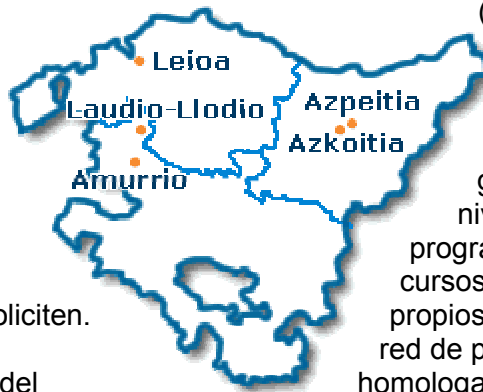 (
Leioa
Laudio-Llodio
Azpeitia
Azkoitia
Amurrio
g
niv
progra
cursos
propios
red de p
homologa
oliciten.
del